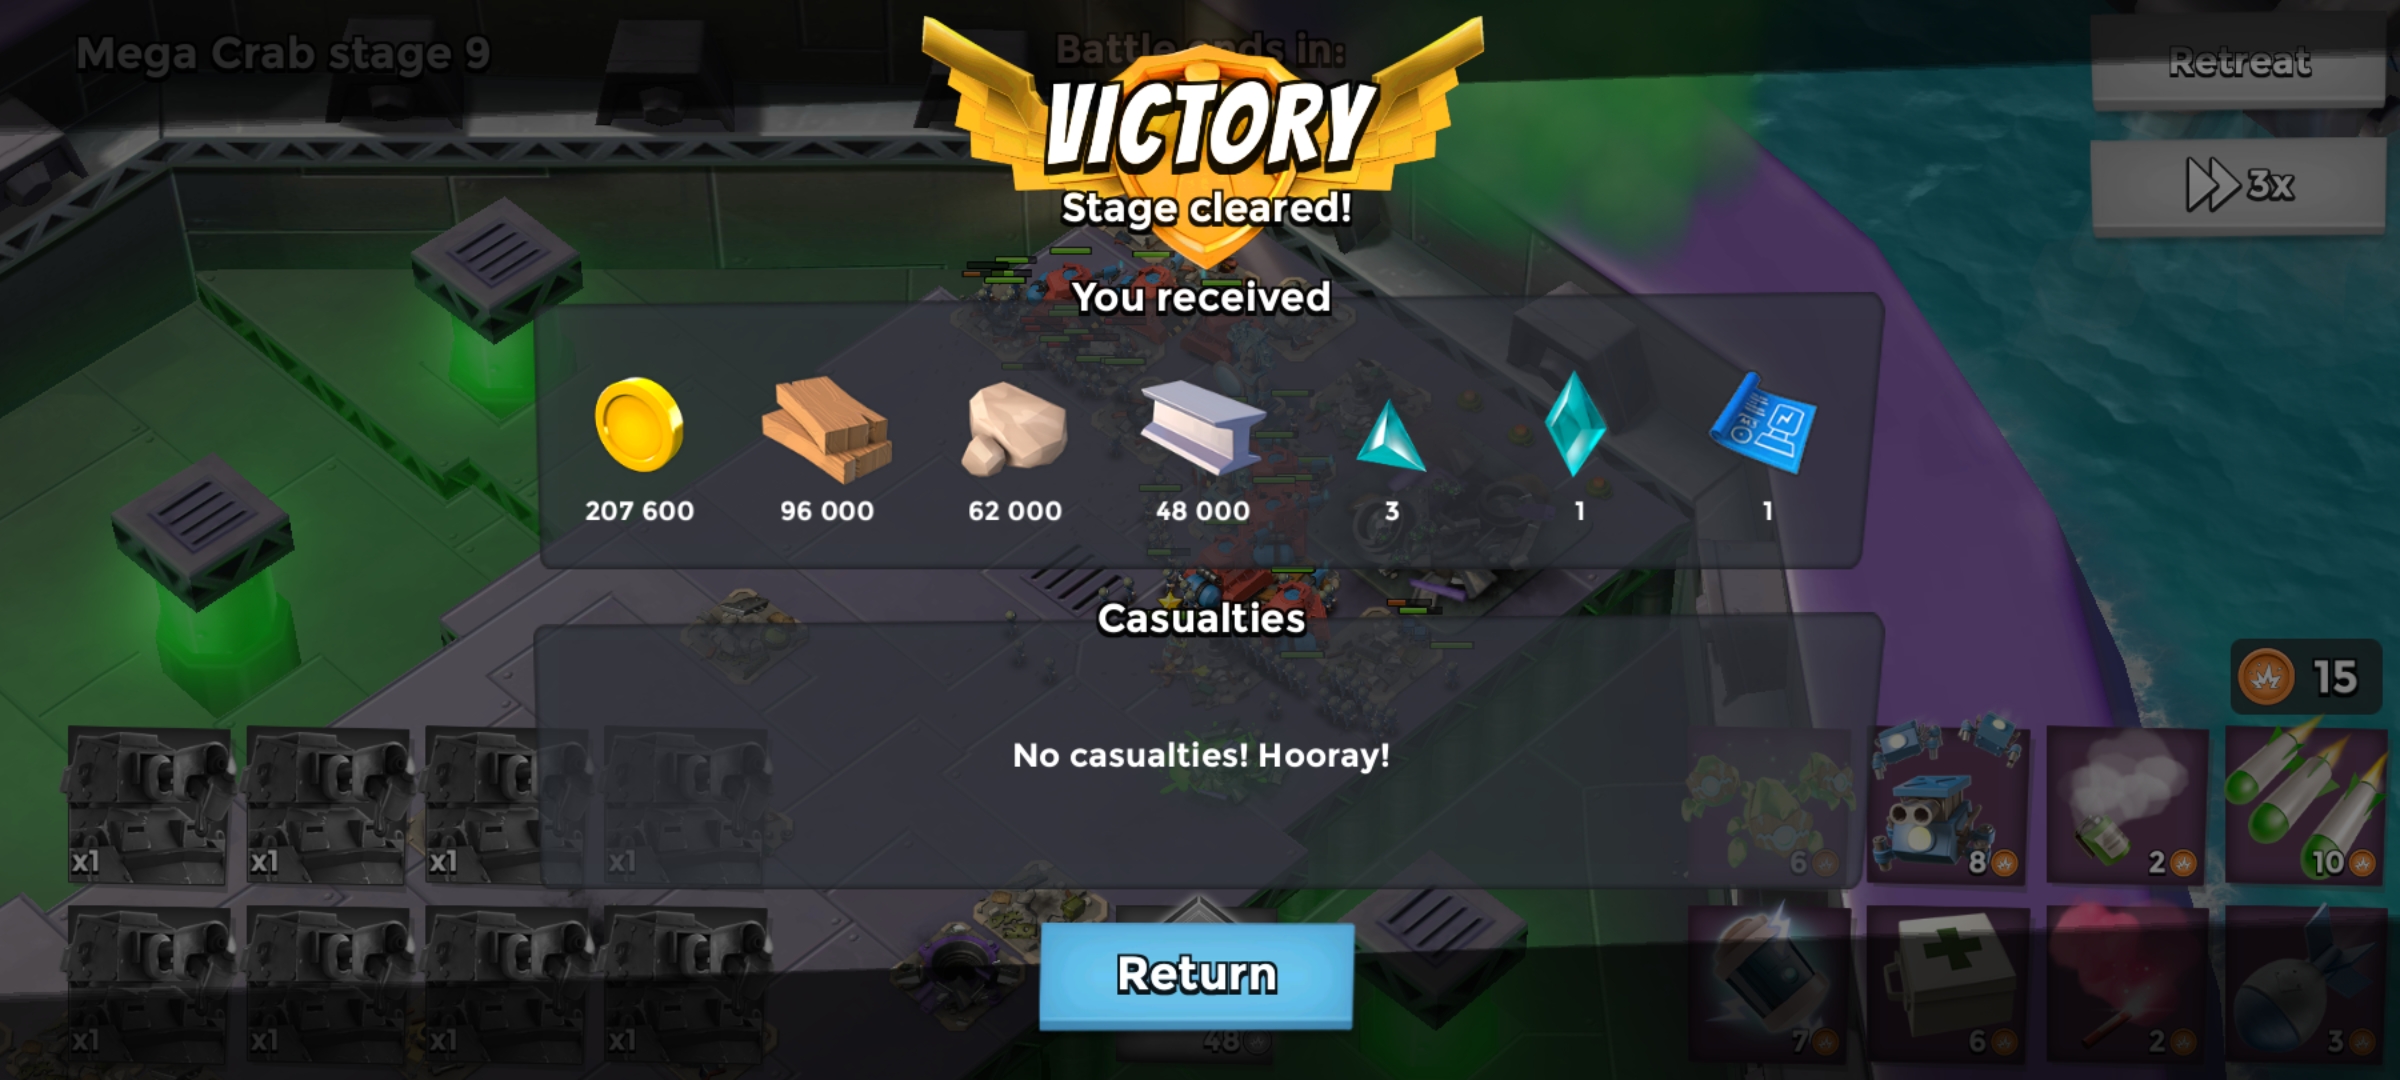 Mega Crab stage 9
Battle ends in:
Retreat
VICTORY
3x
Stage cleared!
You received
207 600
96 000
62 000
48 000
3
1
1
Casualties
15
No casualties! Hooray!
x1
x1
x1
x1
6
8
2
10
Return
x1
x1
x1
x1
48
7
6
2
3